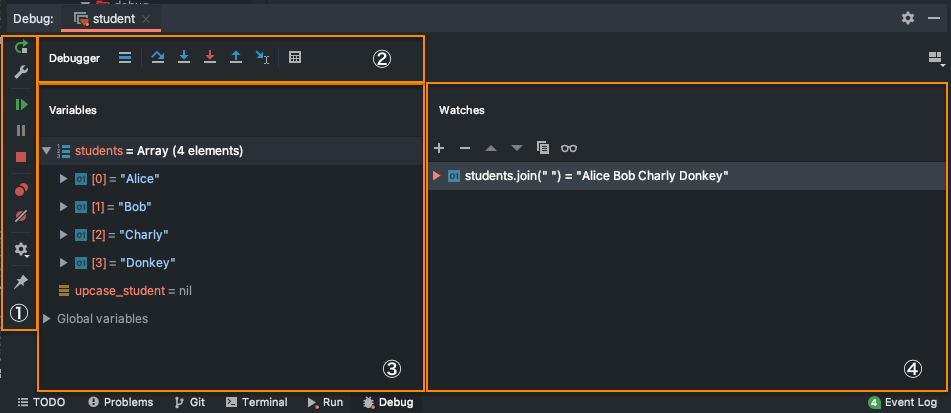 debug
Debug: student
Debugger
②
Variables
students = Array (4 elements)
[0] = "Alice"
[1] = "Bob"
[2] = "Charly"
[3] = "Donkey"
upcase_student = nil
Global variables
①
③
Watches
students.join(" ") = "Alice Bob Charly Donkey"
④
TODO Problems Git Terminal Run Debug 4 Event Log